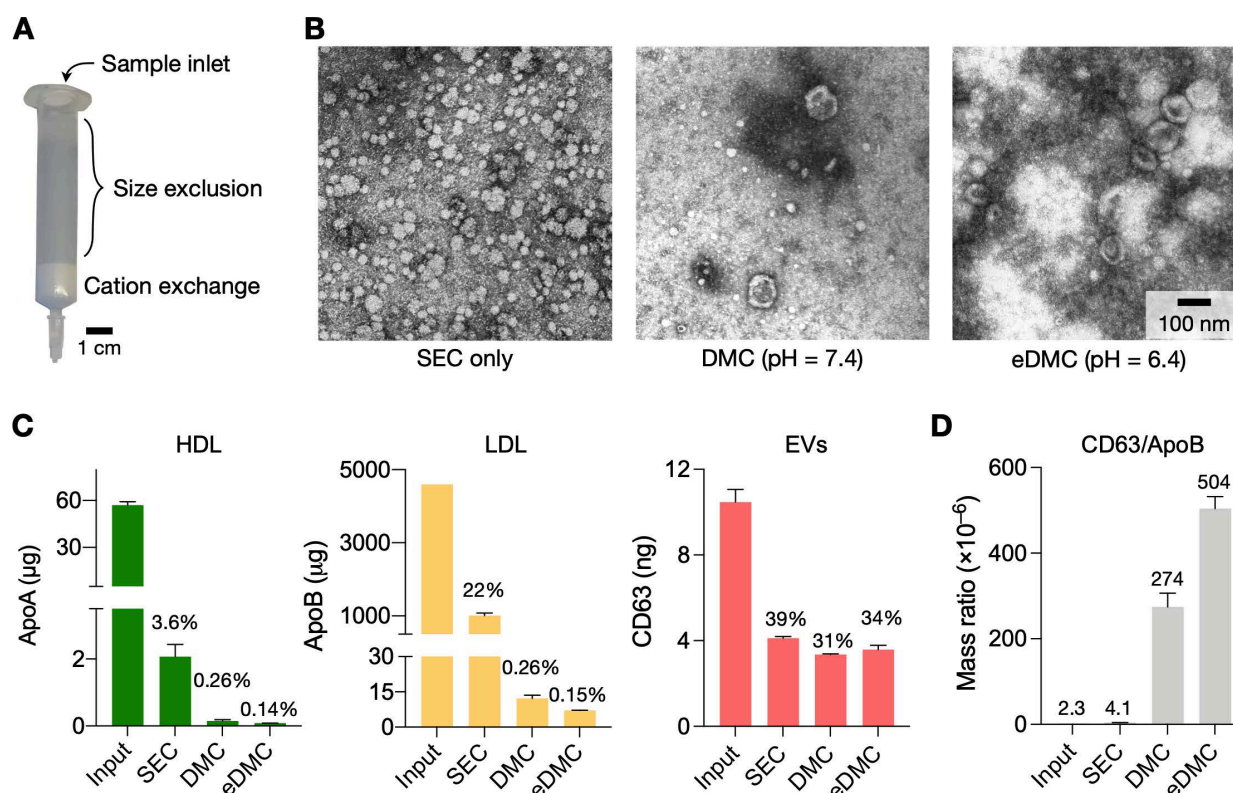 A
Sample inlet
Size exclusion
Cation exchange
1 cm
B
SEC only
DMC (pH = 7.4)
eDMC (pH = 6.4)
100 nm
C
HDL
ApoA (μg)
60
30
2
0
3.6%
0.26%
0.14%
Input
SEC
DMC
eDMC
LDL
ApoB (μg)
5000
3000
1000
30
15
0
22%
0.26%
0.15%
Input
SEC
DMC
eDMC
EVs
CD63 (ng)
12
8
4
0
39%
31%
34%
Input
SEC
DMC
eDMC
D
CD63/ApoB
Mass ratio (×10⁻⁶)
600
400
200
0
2.3
4.1
274
504
Input
SEC
DMC
eDMC